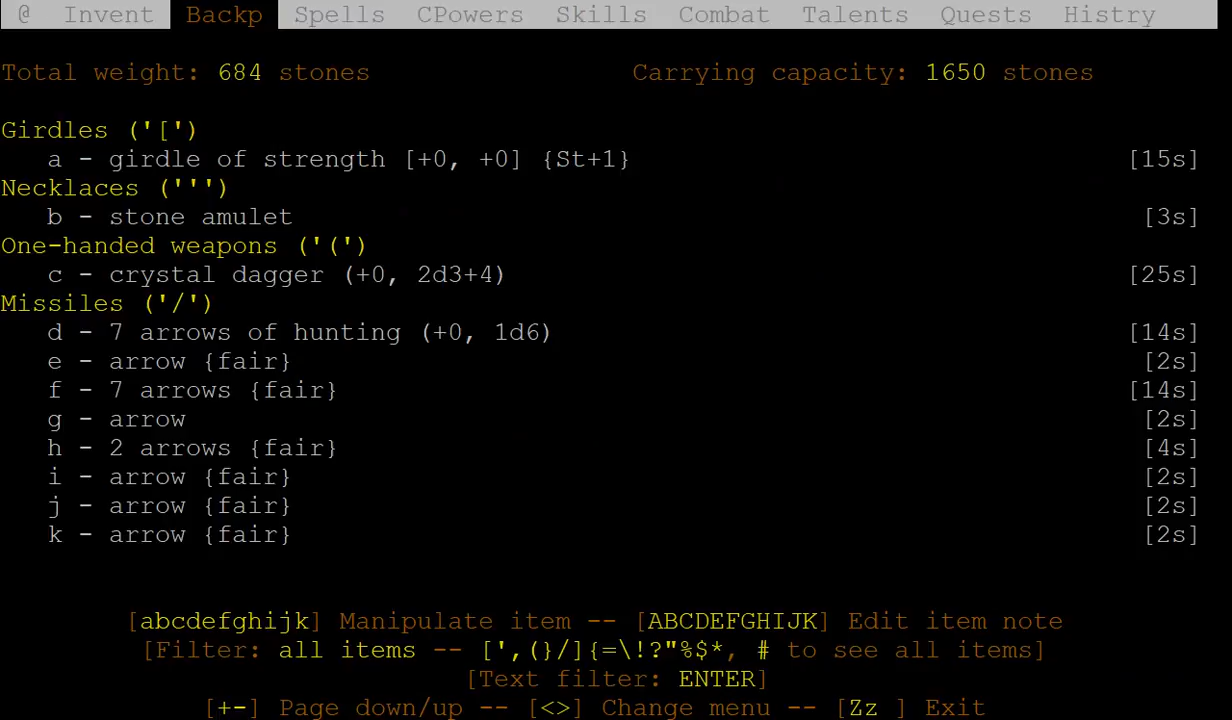 @ Invent Backp Spells CPowers Skills Combat Talents Quests Histry
Total weight: 684 stones Carrying capacity: 1650 stones
Girdles ('[')
a - girdle of strength [+0, +0] {St+1} [15s]
Necklaces (''')
b - stone amulet [3s]
One-handed weapons ('(')
c - crystal dagger (+0, 2d3+4) [25s]
Missiles ('/')
d - 7 arrows of hunting (+0, 1d6) [14s]
e - arrow {fair} [2s]
f - 7 arrows {fair} [14s]
g - arrow [2s]
h - 2 arrows {fair} [4s]
i - arrow {fair} [2s]
j - arrow {fair} [2s]
k - arrow {fair} [2s]
[abcdefghijk] Manipulate item -- [ABCDEFGHIJK] Edit item note
[Filter: all items -- [',(}/]{=\!?"%$*, # to see all items]
[Text filter: ENTER]
[+-] Page down/up -- [<>] Change menu -- [Zz ] Exit